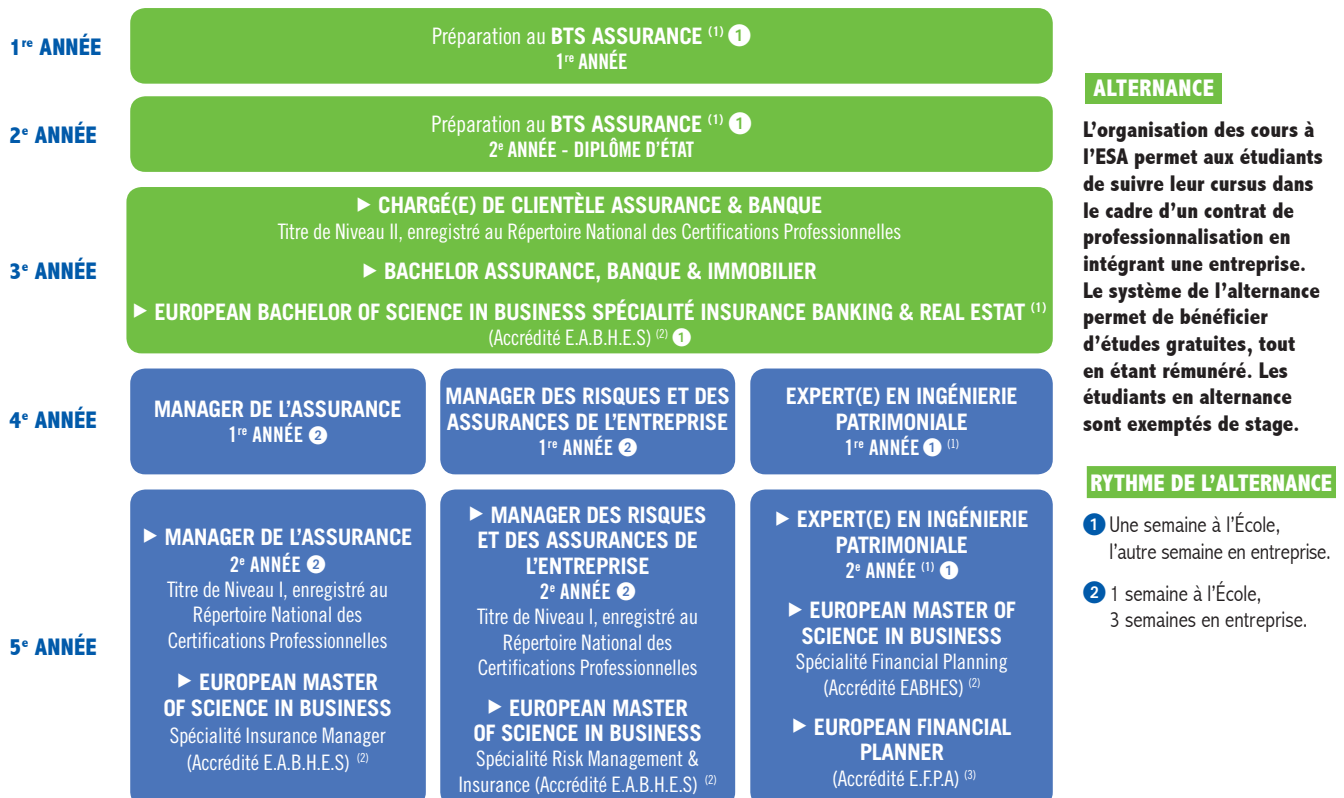 1re ANNÉE
Préparation au BTS ASSURANCE (1) 1
1re ANNÉE
2e ANNÉE
Préparation au BTS ASSURANCE (1) 1
2e ANNÉE - DIPLÔME D'ÉTAT
3e ANNÉE
▶ CHARGÉ(E) DE CLIENTÈLE ASSURANCE & BANQUE
Titre de Niveau II, enregistré au Répertoire National des Certifications Professionnelles
▶ BACHELOR ASSURANCE, BANQUE & IMMOBILIER
▶ EUROPEAN BACHELOR OF SCIENCE IN BUSINESS SPÉCIALITÉ INSURANCE BANKING & REAL ESTAT (1)
(Accrédité E.A.B.H.E.S) (2) 1
4e ANNÉE
MANAGER DE L'ASSURANCE
1re ANNÉE 2
MANAGER DES RISQUES ET DES
ASSURANCES DE L'ENTREPRISE
1re ANNÉE 2
EXPERT(E) EN INGÉNIERIE
PATRIMONIALE
1re ANNÉE 1 (1)
5e ANNÉE
▶ MANAGER DE L'ASSURANCE
2e ANNÉE 2
Titre de Niveau I, enregistré au
Répertoire National des
Certifications Professionnelles
▶ EUROPEAN MASTER
OF SCIENCE IN BUSINESS
Spécialité Insurance Manager
(Accrédité E.A.B.H.E.S) (2)
▶ MANAGER DES RISQUES
ET DES ASSURANCES DE
L'ENTREPRISE
2e ANNÉE 2
Titre de Niveau I, enregistré au
Répertoire National des
Certifications Professionnelles
▶ EUROPEAN MASTER
OF SCIENCE IN BUSINESS
Spécialité Risk Management &
Insurance (Accrédité E.A.B.H.E.S) (2)
▶ EXPERT(E) EN INGÉNIERIE
PATRIMONIALE
2e ANNÉE (1) 1
▶ EUROPEAN MASTER OF
SCIENCE IN BUSINESS
Spécialité Financial Planning
(Accrédité EABHES) (2)
▶ EUROPEAN FINANCIAL
PLANNER
(Accrédité E.F.P.A) (3)
ALTERNANCE
L'organisation des cours à
l'ESA permet aux étudiants
de suivre leur cursus dans
le cadre d'un contrat de
professionnalisation en
intégrant une entreprise.
Le système de l'alternance
permet de bénéficier
d'études gratuites, tout
en étant rémunéré. Les
étudiants en alternance
sont exemptés de stage.
RYTHME DE L'ALTERNANCE
1 Une semaine à l'École,
l'autre semaine en entreprise.
2 1 semaine à l'École,
3 semaines en entreprise.